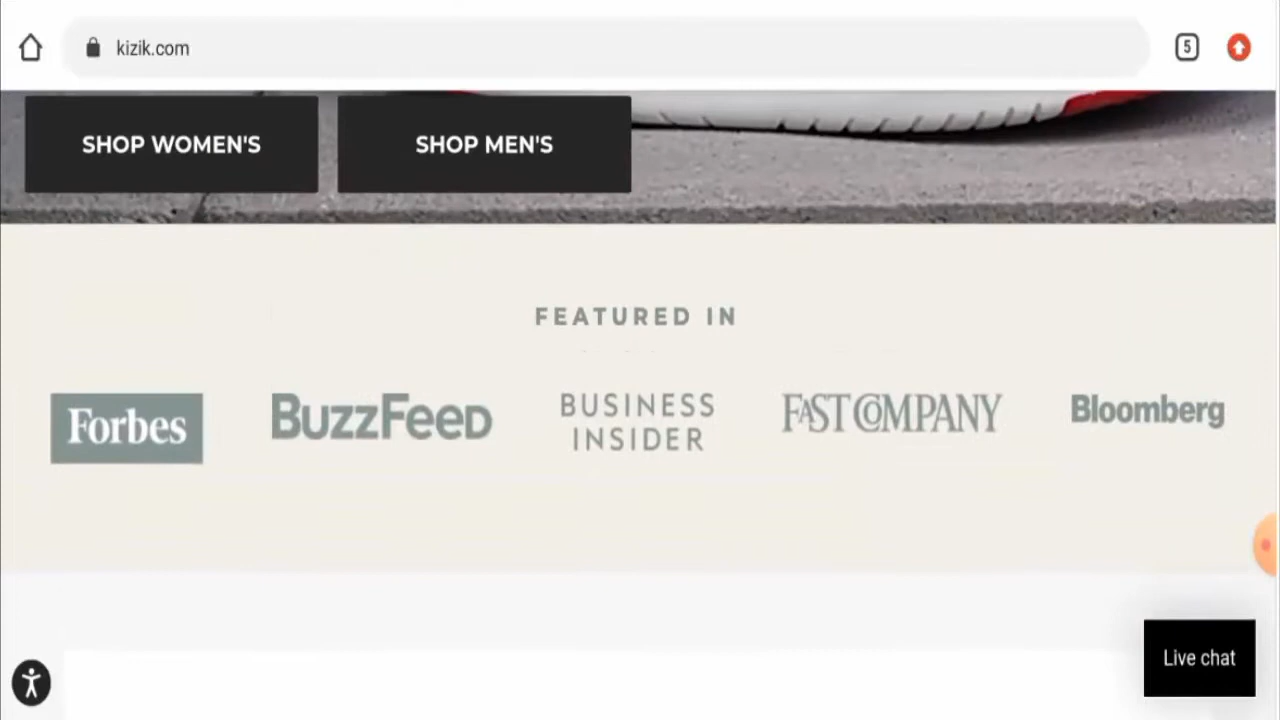 kizik.com
5
SHOP WOMEN'S
SHOP MEN'S
FEATURED IN
Forbes
BuzzFeed
BUSINESS
INSIDER
FAST COMPANY
Bloomberg
Live chat